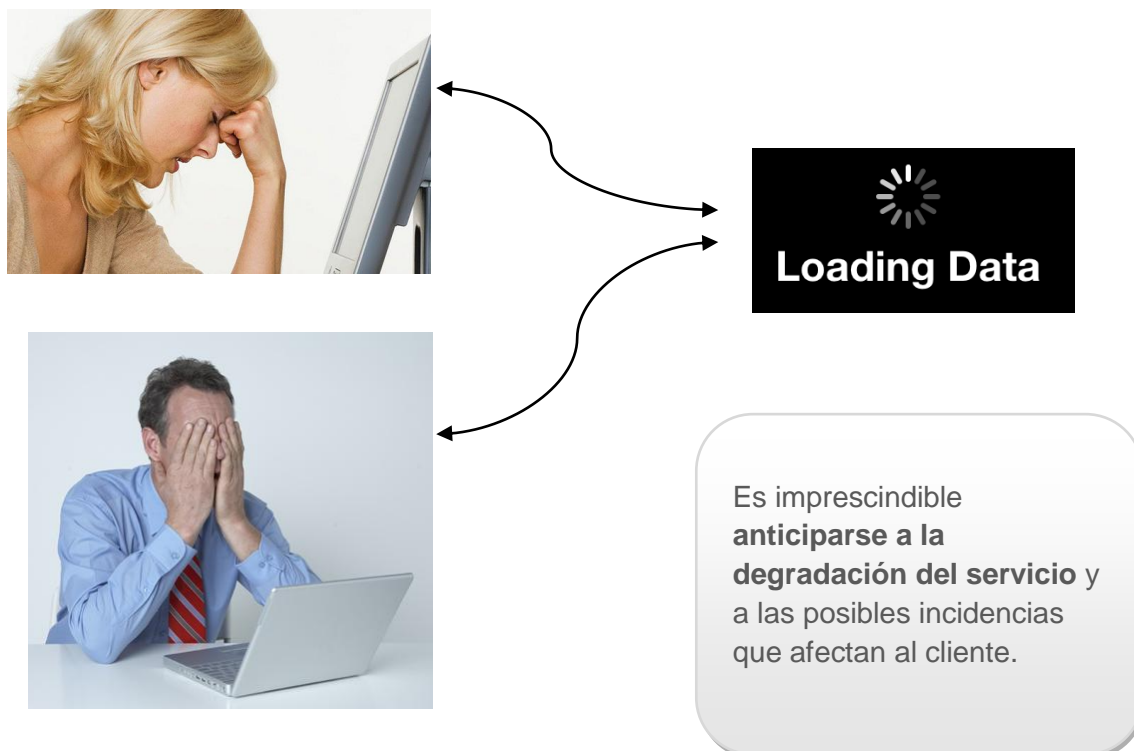 Loading Data
Es imprescindible
anticiparse a la
degradación del servicio y
a las posibles incidencias
que afectan al cliente.